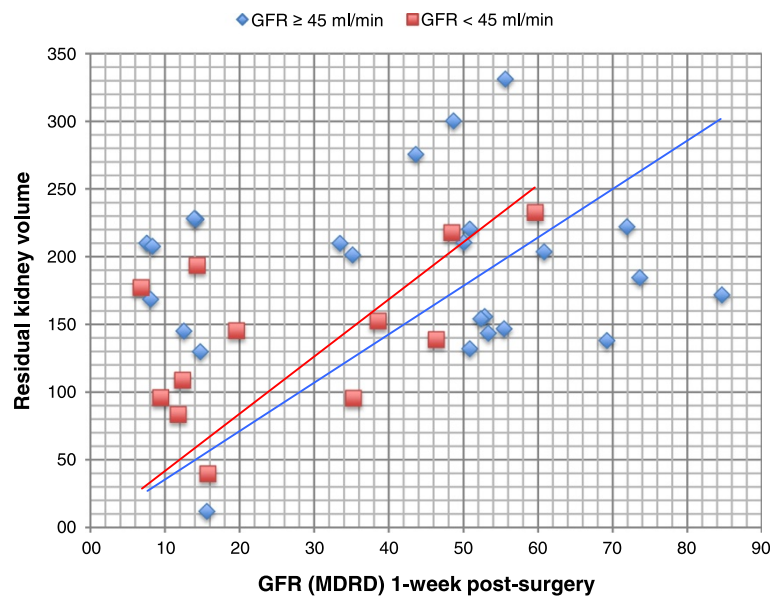 GFR ≥ 45 ml/min GFR < 45 ml/min
350
300
250
200
150
100
50
00
Residual kidney volume
00 10 20 30 40 50 60 70 80 90
GFR (MDRD) 1-week post-surgery